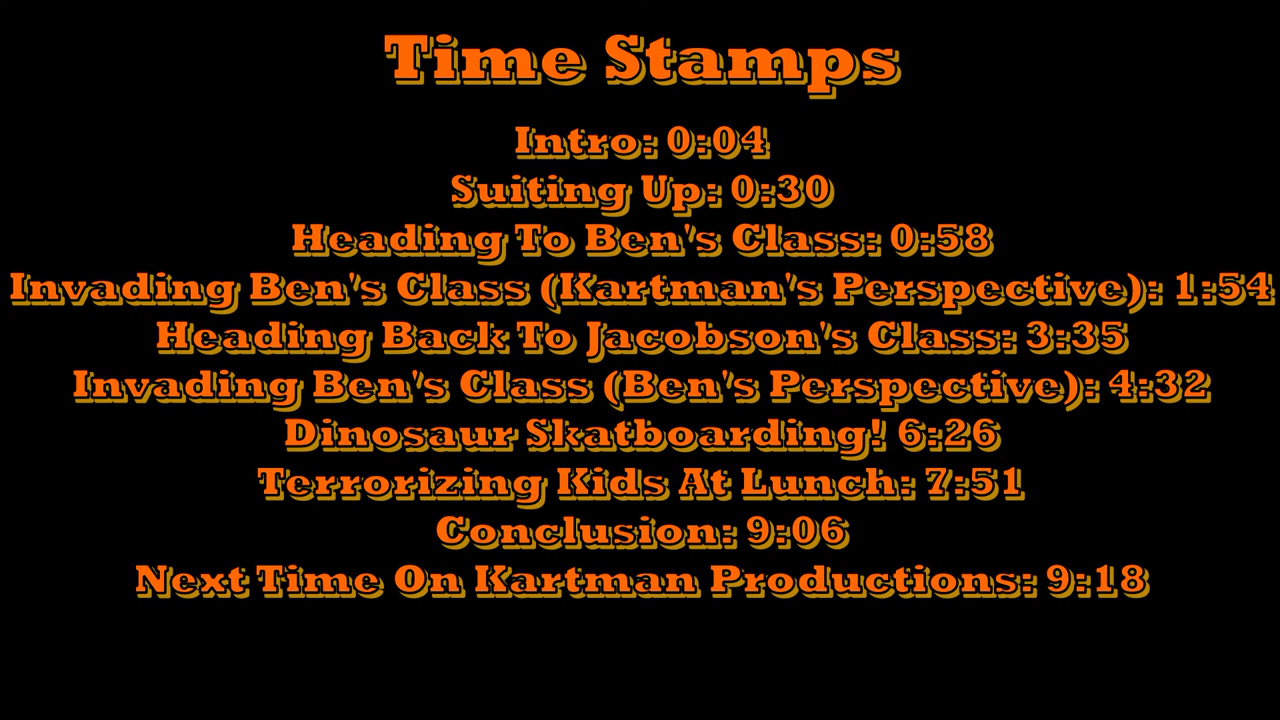 Time Stamps
Intro: 0:04
Suiting Up: 0:30
Heading To Ben's Class: 0:58
Invading Ben's Class (Kartman's Perspective): 1:54
Heading Back To Jacobson's Class: 3:35
Invading Ben's Class (Ben's Perspective): 4:32
Dinosaur Skatboarding! 6:26
Terrorizing Kids At Lunch: 7:51
Conclusion: 9:06
Next Time On Kartman Productions: 9:18